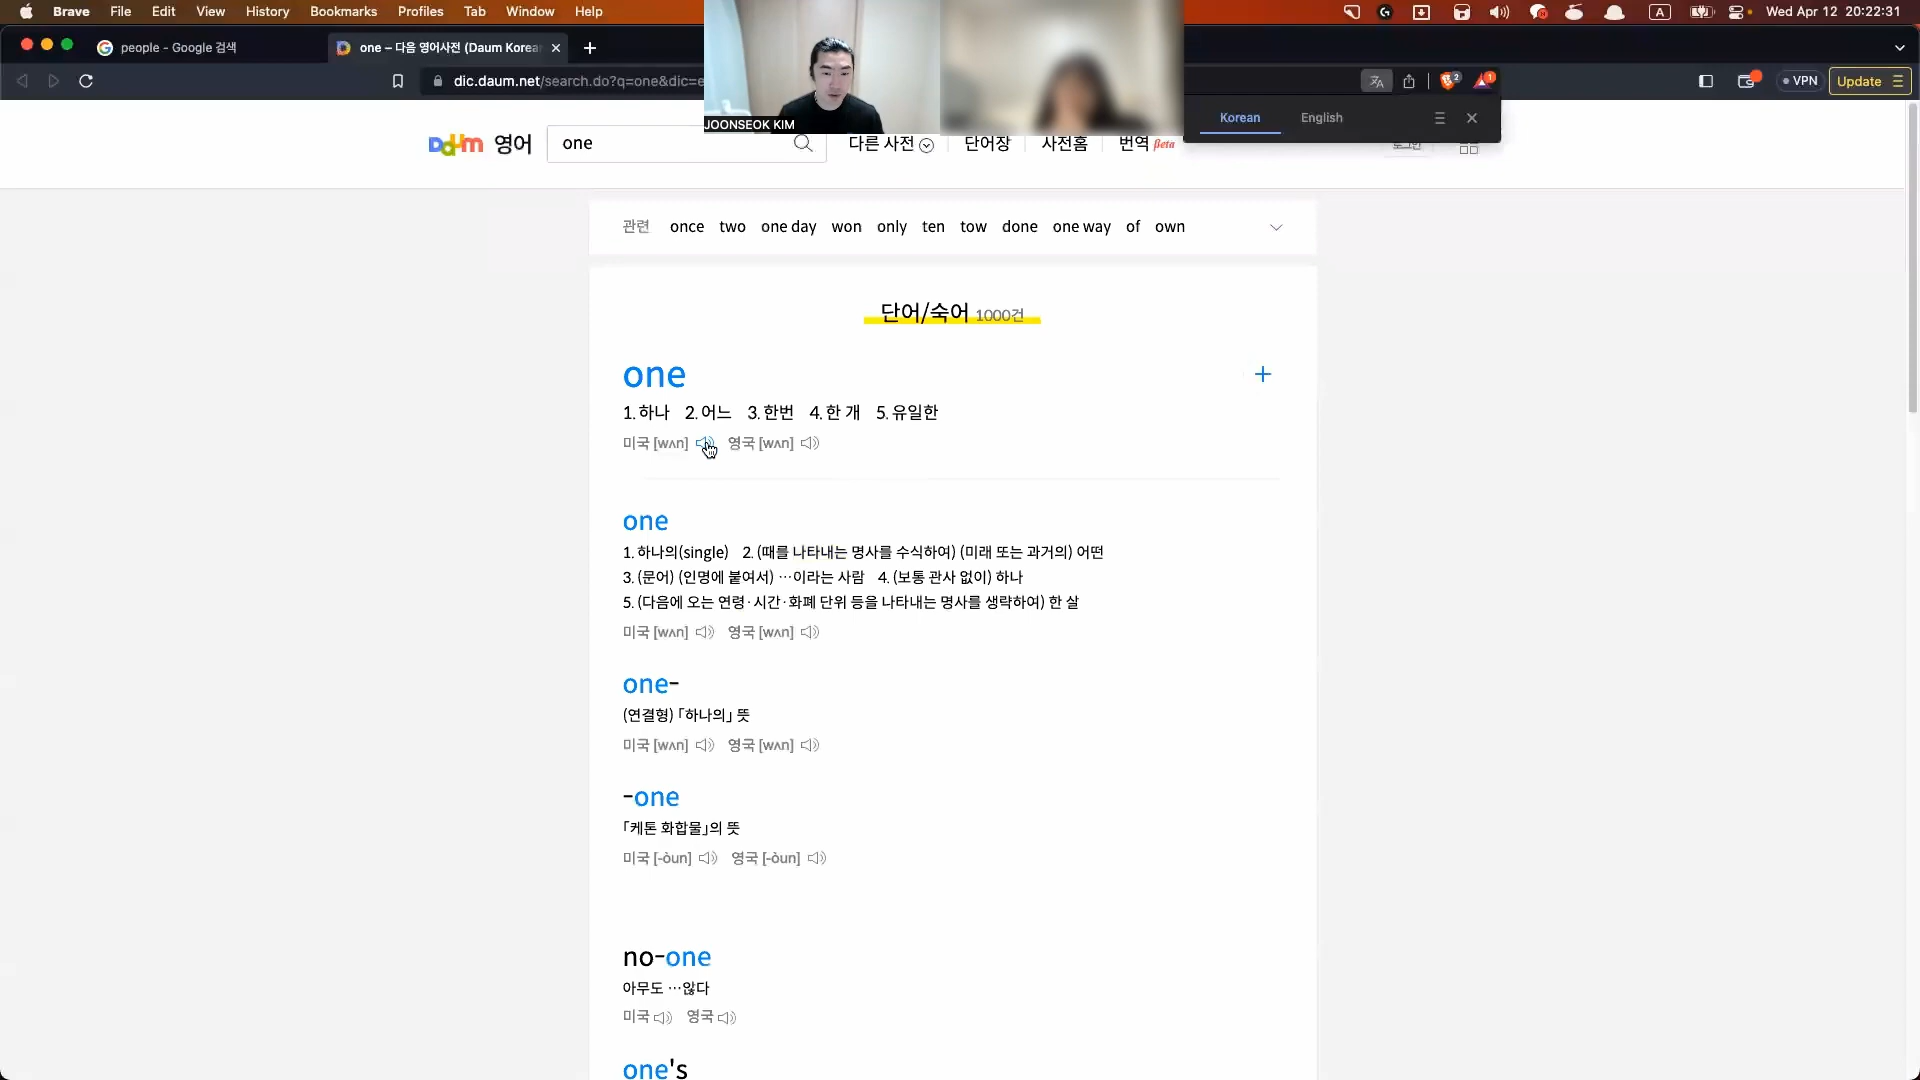 Brave File Edit View History Bookmarks Profiles Tab Window Help
A
Wed Apr 12 20:22:31
people - Google 검색
one – 다음 영어사전 (Daum Korea
dic.daum.net/search.do?q=one&dic=e
2
1
VPN
Update
JOONSEOK KIM
Korean English
Daum 영어
one
다른 사전 단어장 사전홈 번역 Beta
로그인
관련 once two one day won only ten tow done one way of own
단어/숙어 1000건
one
1. 하나 2. 어느 3. 한번 4. 한 개 5. 유일한
미국 [wʌn] 영국 [wʌn]
one
1. 하나의(single) 2. (때를 나타내는 명사를 수식하여) (미래 또는 과거의) 어떤
3. (문어) (인명에 붙여서) …이라는 사람 4. (보통 관사 없이) 하나
5. (다음에 오는 연령·시간·화폐 단위 등을 나타내는 명사를 생략하여) 한 살
미국 [wʌn] 영국 [wʌn]
one-
(연결형) 「하나의」 뜻
미국 [wʌn] 영국 [wʌn]
-one
「케톤 화합물」의 뜻
미국 [-òun] 영국 [-òun]
no-one
아무도 …않다
미국 영국
one's